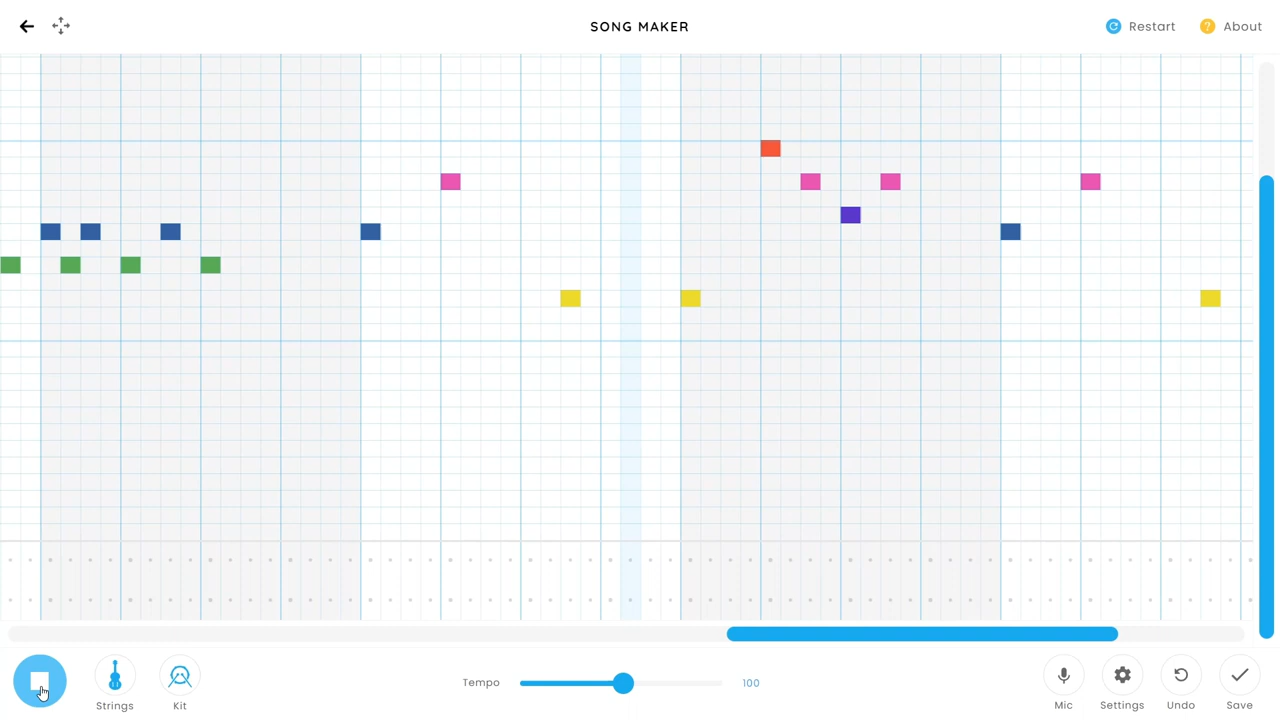 SONG MAKER
Restart
? About
Strings
Kit
Tempo
100
Mic
Settings
Undo
Save